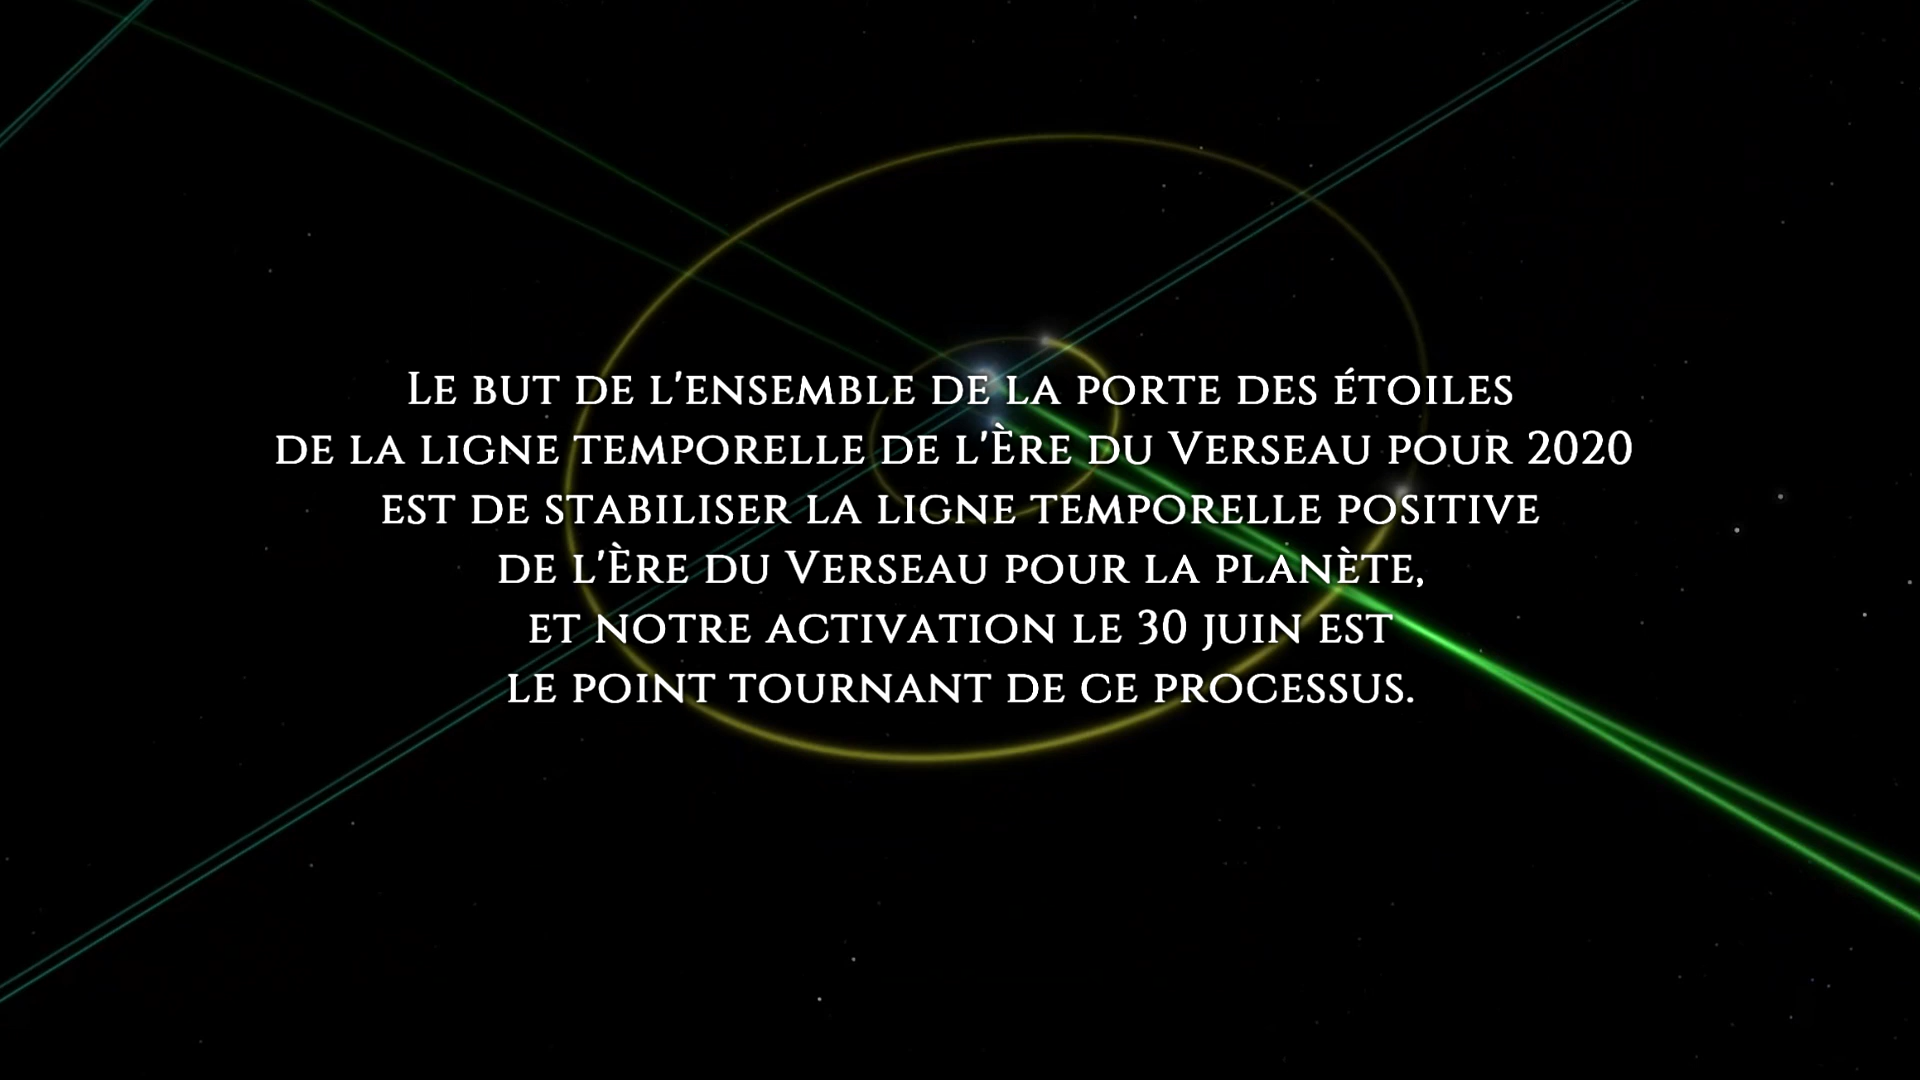 Le but de l'ensemble de la porte des étoiles
de la ligne temporelle de l'Ère du Verseau pour 2020
est de stabiliser la ligne temporelle positive
de l'Ère du Verseau pour la planète,
et notre activation le 30 juin est
le point tournant de ce processus.